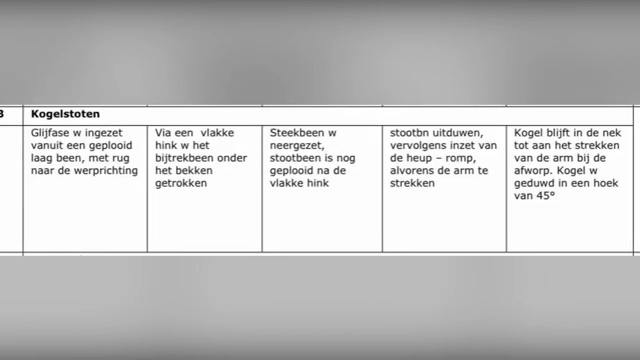 3 Kogelstoten
Glijfase w ingezet
vanuit een geplooid
laag been, met rug
naar de werprichting
Via een vlakke
hink w het
bijtrekbeen onder
het bekken
getrokken
Steekbeen w
neergezet,
stootbeen is nog
geplooid na de
vlakke hink
stootbn uitduwen,
vervolgens inzet van
de heup – romp,
alvorens de arm te
strekken
Kogel blijft in de nek
tot aan het strekken
van de arm bij de
afworp. Kogel w
geduwd in een hoek
van 45°